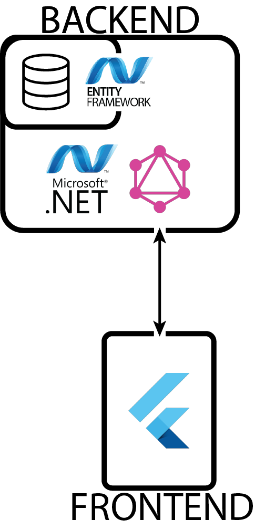 BACKEND
ENTITY
FRAMEWORK
Microsoft®
.NET
FRONTEND